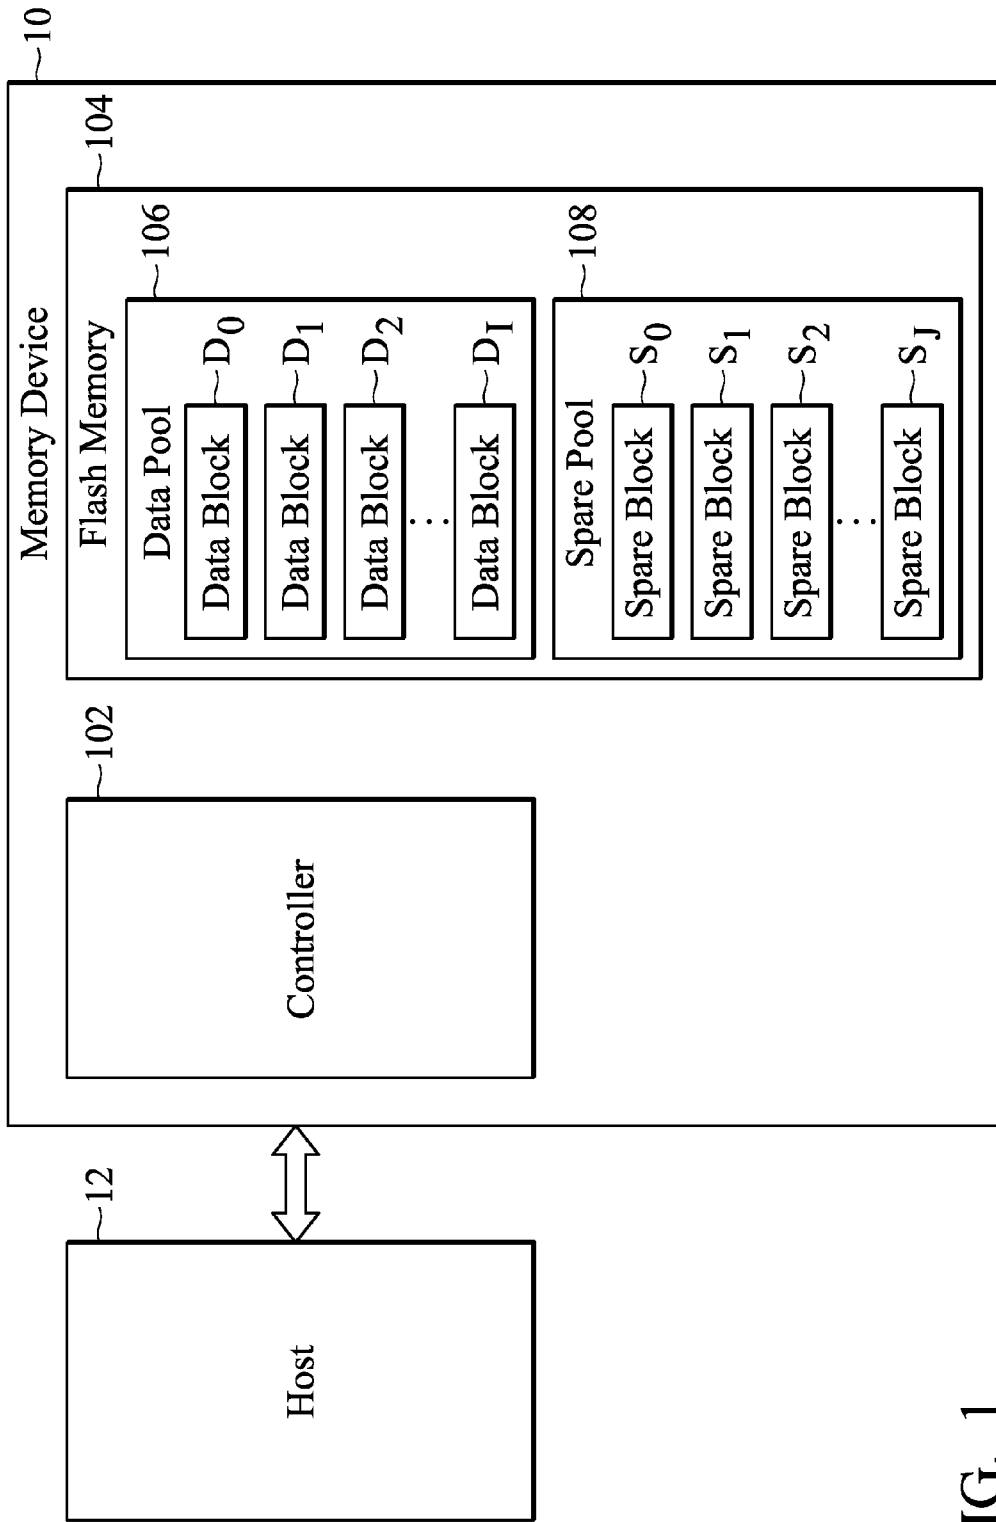 Memory Device
10
Flash Memory
104
Data Pool
106
Data Block
D0
Data Block
D1
Data Block
D2
...
Data Block
DI
Spare Pool
108
Spare Block
S0
Spare Block
S1
Spare Block
S2
...
Spare Block
SJ
Controller
102
Host
12
IG. 1